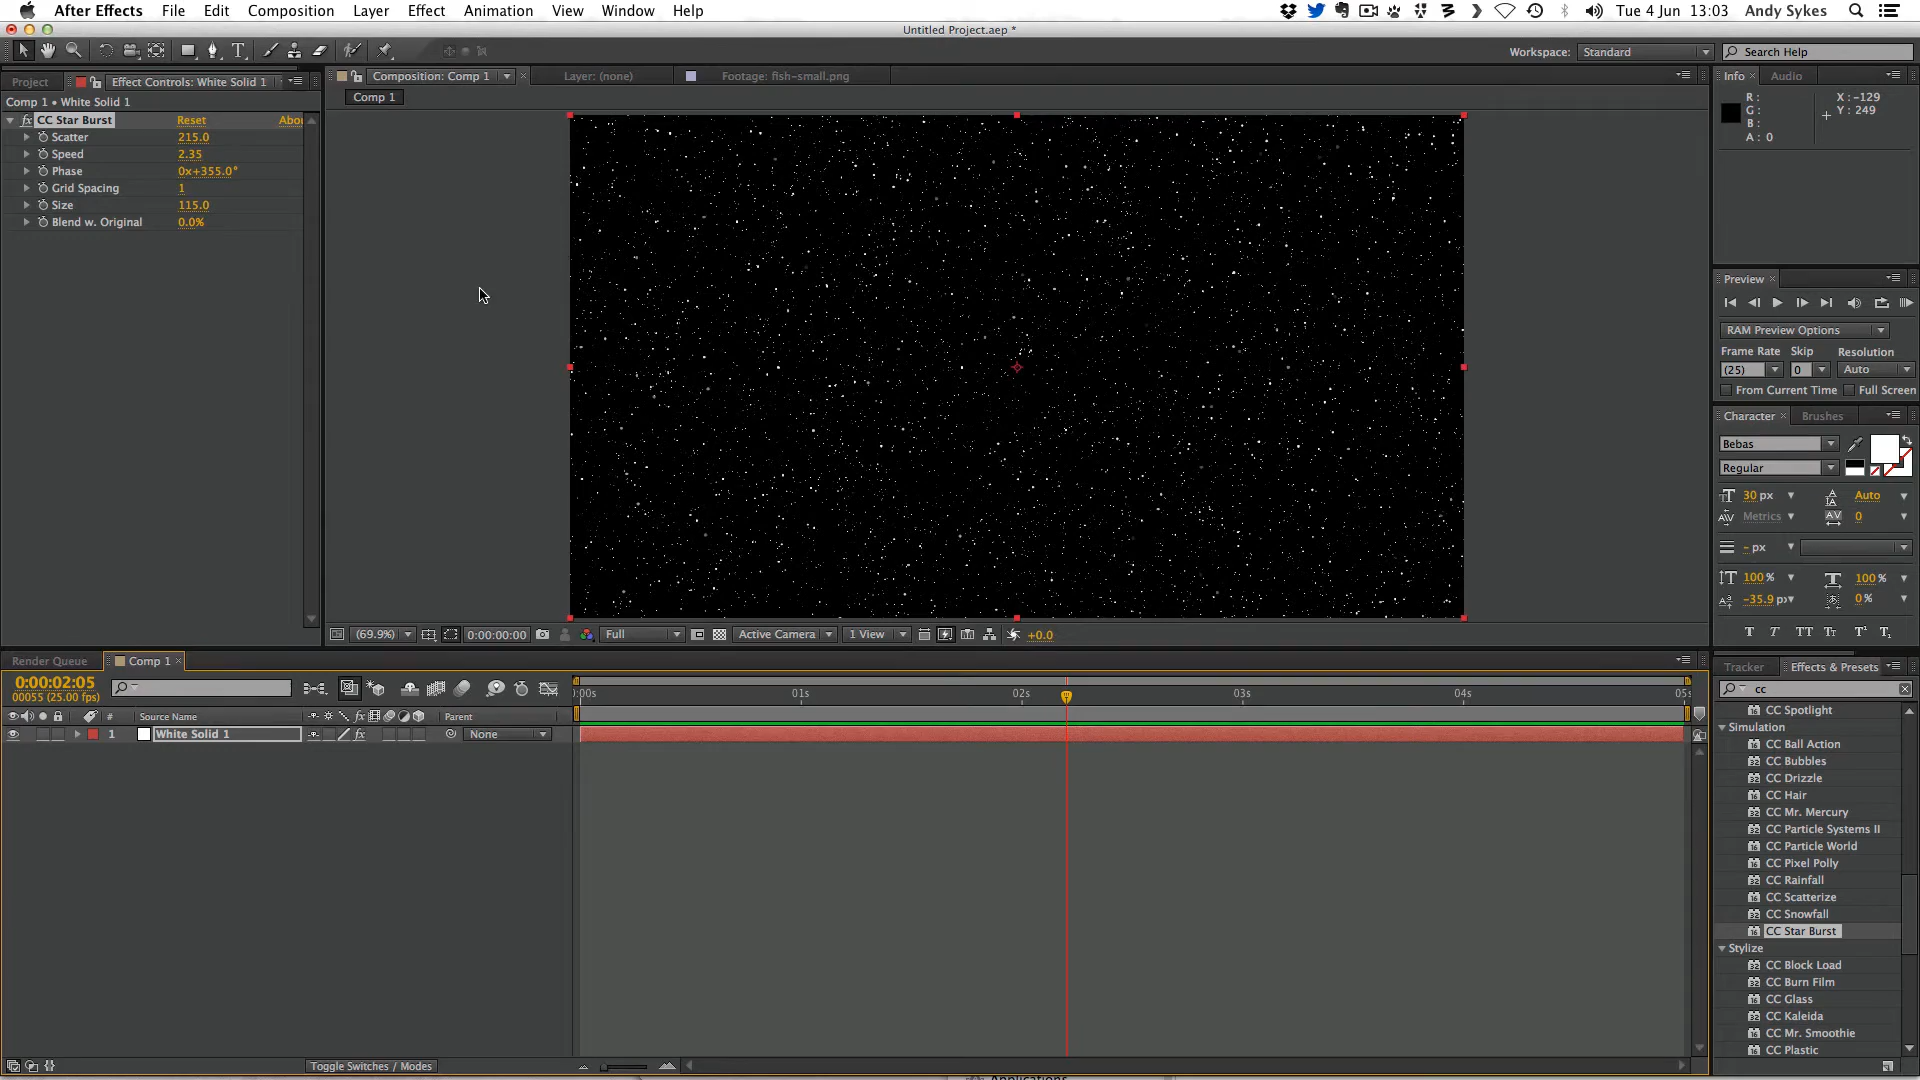 After Effects File Edit Composition Layer Effect Animation View Window Help Tue 4 Jun 13:03 Andy Sykes
Untitled Project.aep *
Workspace: Standard Search Help
Project Effect Controls: White Solid 1
Comp 1 • White Solid 1
fx CC Star Burst Reset Abou
Scatter 215.0
Speed 2.35
Phase 0x+355.0°
Grid Spacing 1
Size 115.0
Blend w. Original 0.0%
Composition: Comp 1 Layer: (none) Footage: fish-small.png
Comp 1
(69.9%) 0:00:00:00 Full Active Camera 1 View +0.0
Info Audio
R : X : -129
G : Y : 249
B :
A : 0
Preview
RAM Preview Options
Frame Rate Skip Resolution
(25) 0 Auto
From Current Time Full Screen
Character Brushes
Bebas
Regular
30 px Auto
Metrics 0
- px
100 % 100 %
-35.9 px 0 %
T T TT Tт T¹ T₁
Render Queue Comp 1
0:00:02:05
00055 (25.00 fps)
# Source Name fx Parent
1 White Solid 1 fx None
):00s 01s 02s 03s 04s 05s
Toggle Switches / Modes
Tracker Effects & Presets
cc
CC Spotlight
Simulation
CC Ball Action
CC Bubbles
CC Drizzle
CC Hair
CC Mr. Mercury
CC Particle Systems II
CC Particle World
CC Pixel Polly
CC Rainfall
CC Scatterize
CC Snowfall
CC Star Burst
Stylize
CC Block Load
CC Burn Film
CC Glass
CC Kaleida
CC Mr. Smoothie
CC Plastic
Applications